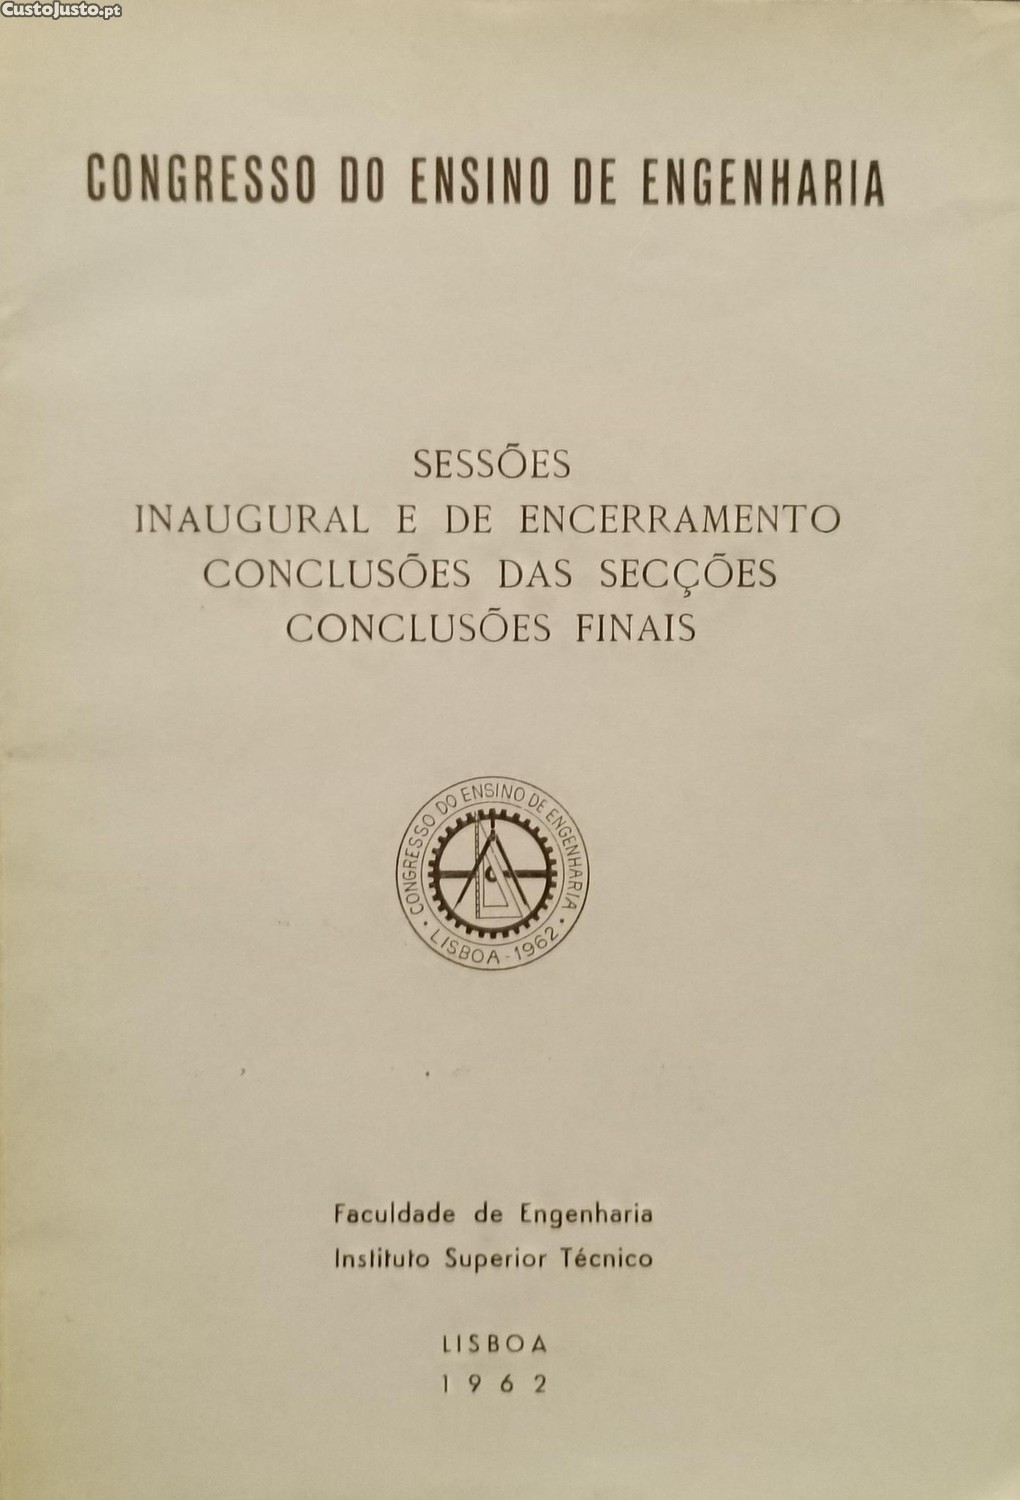 CustoJusto.pt
CONGRESSO DO ENSINO DE ENGENHARIA
SESSÕES
INAUGURAL E DE ENCERRAMENTO
CONCLUSÕES DAS SECÇÕES
CONCLUSÕES FINAIS
CONGRESSO DO ENSINO DE ENGENHARIA
· LISBOA - 1962 ·
Faculdade de Engenharia
Instituto Superior Técnico
LISBOA
1962